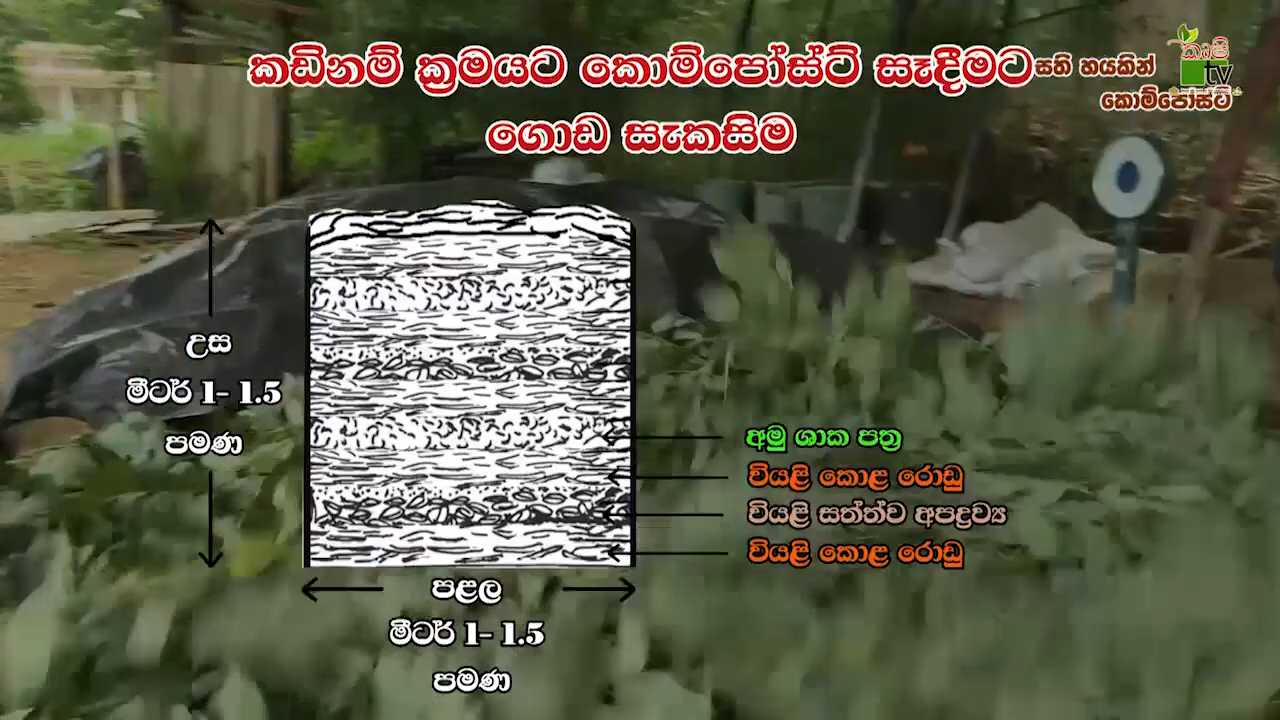 කඩිනම් ක්‍රමයට කොම්පෝස්ට් සෑදීමට
ගොඩ සැකසිම
සති හයකින්
කොම්පෝස්ට්
කෘෂි
tv
උස
මීටර් 1- 1.5
පමණ
අමු ශාක පත්‍ර
වියළි කොළ රොඩු
වියළි සත්ත්ව අපද්‍රව්‍ය
වියළි කොළ රොඩු
පළල
මීටර් 1- 1.5
පමණ